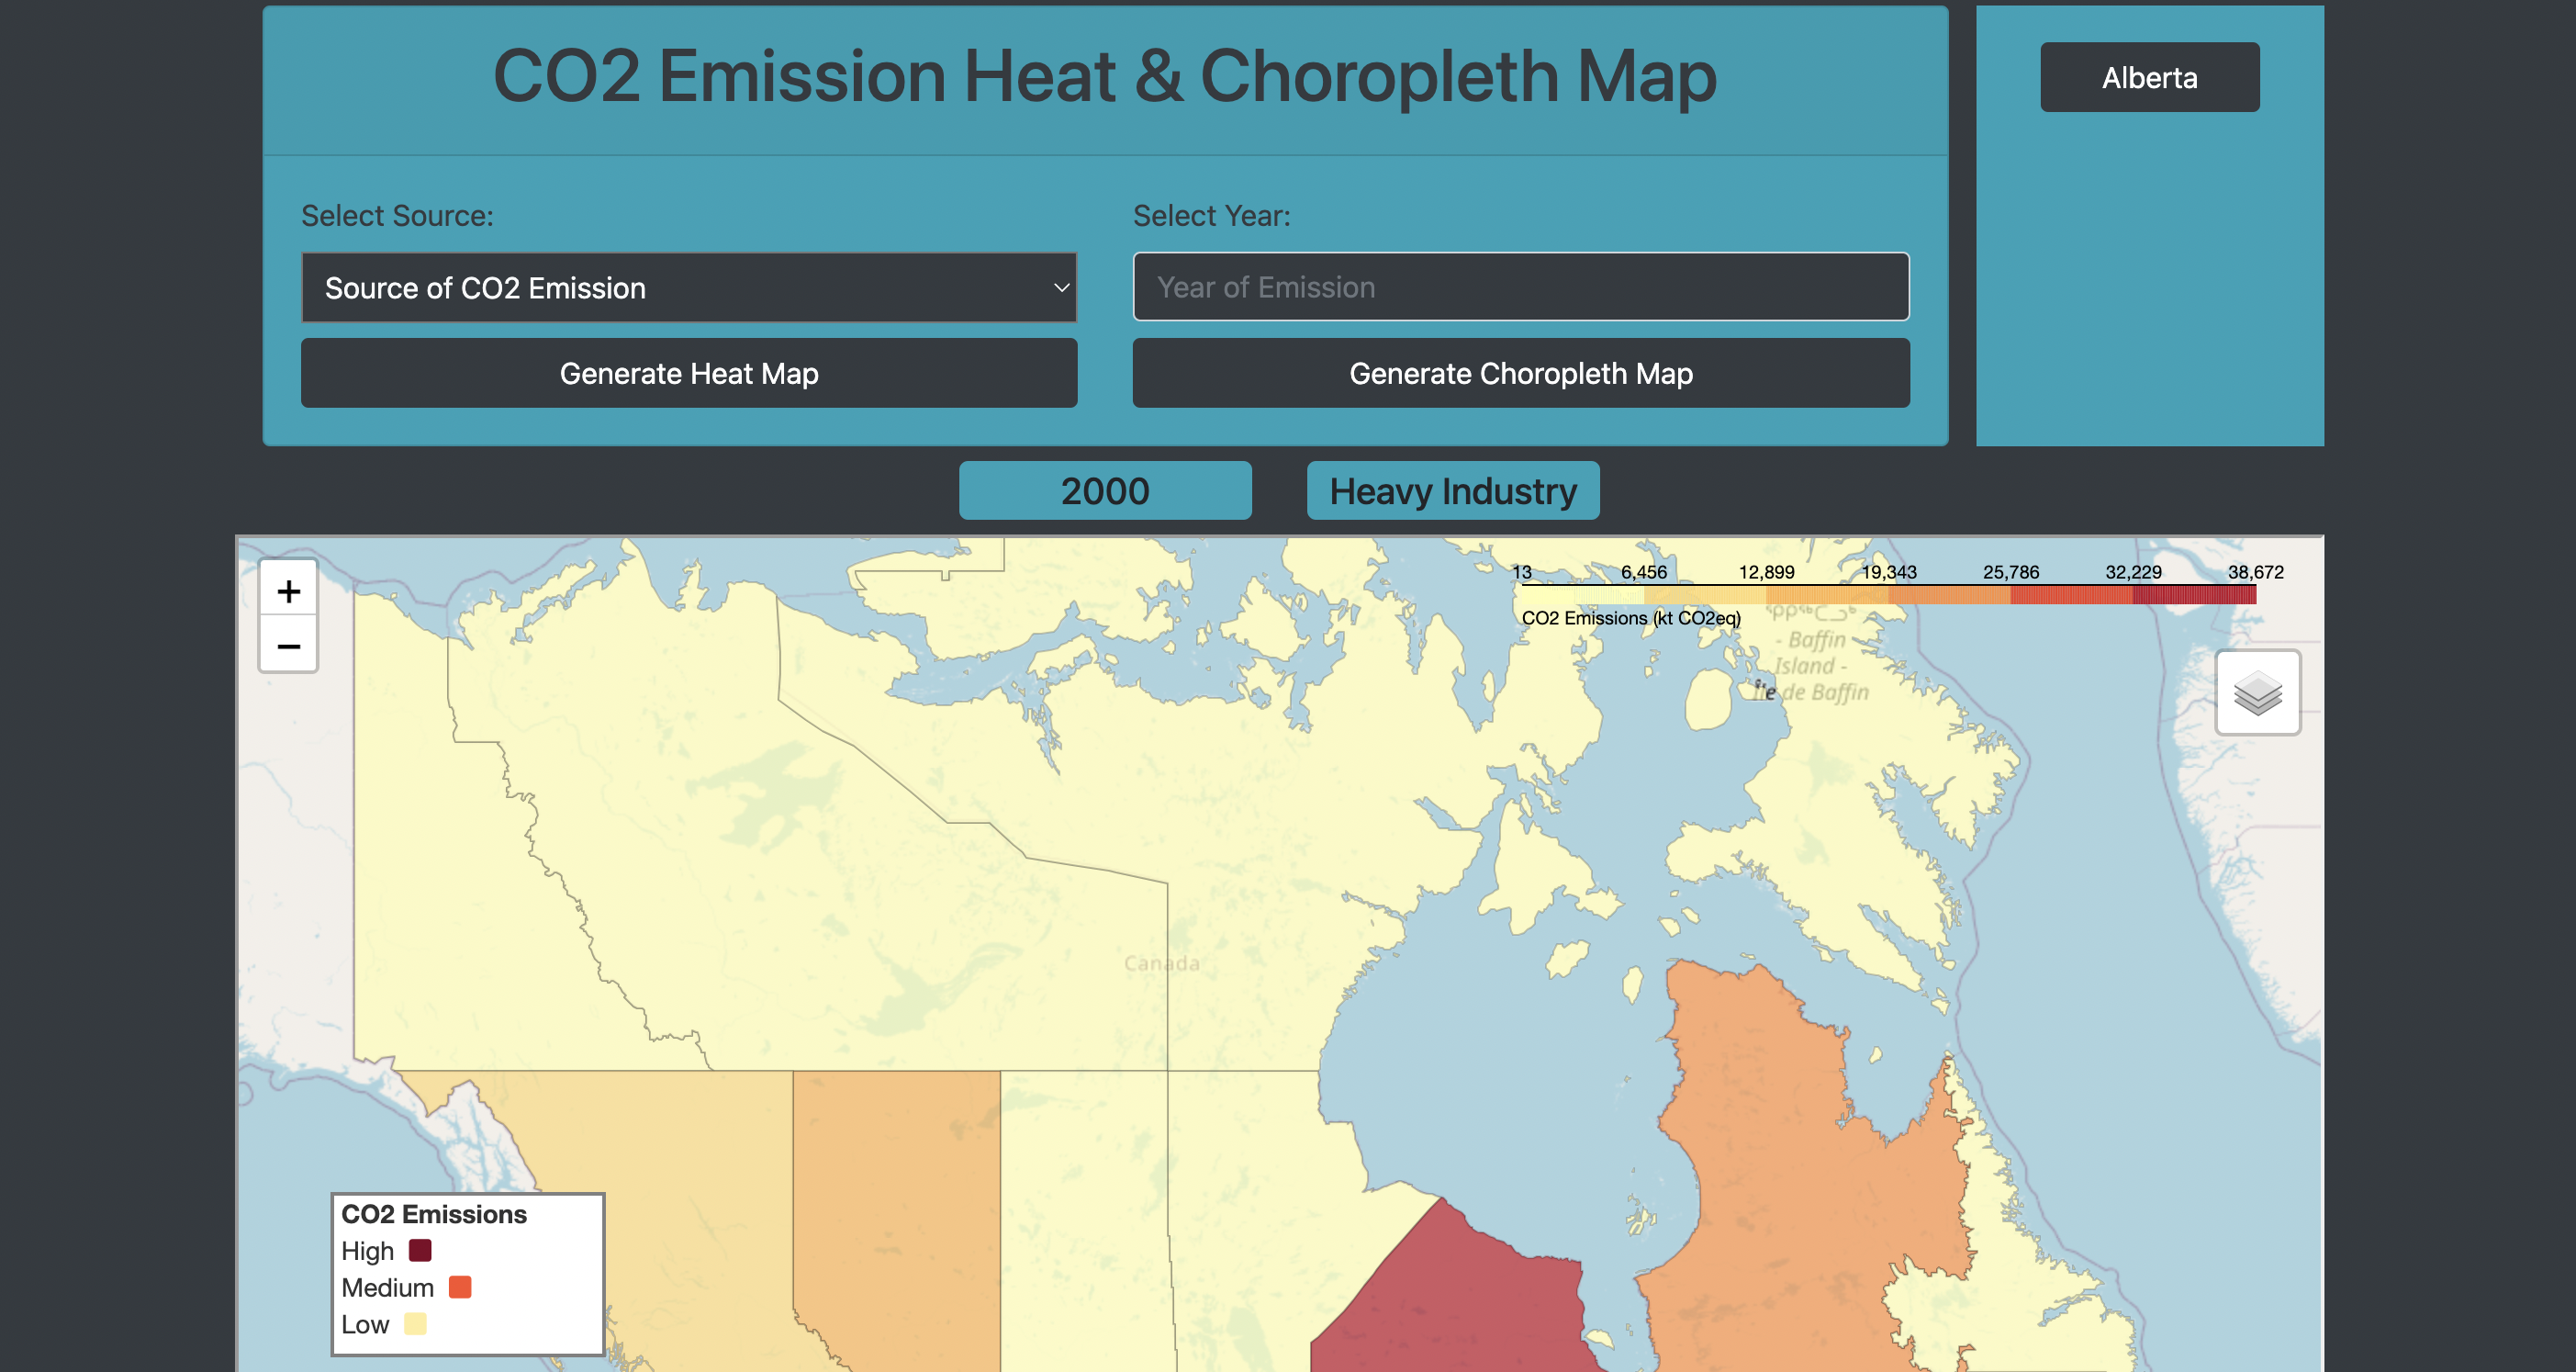 CO2 Emission Heat & Choropleth Map
Alberta
Select Source:
Select Year:
Source of CO2 Emission
Year of Emission
Generate Heat Map
Generate Choropleth Map
2000
Heavy Industry
+
−
13 6,456 12,899 19,343 25,786 32,229 38,672
CO2 Emissions (kt CO2eq)
- Baffin
Island -
Île de Baffin
Canada
CO2 Emissions
High
Medium
Low